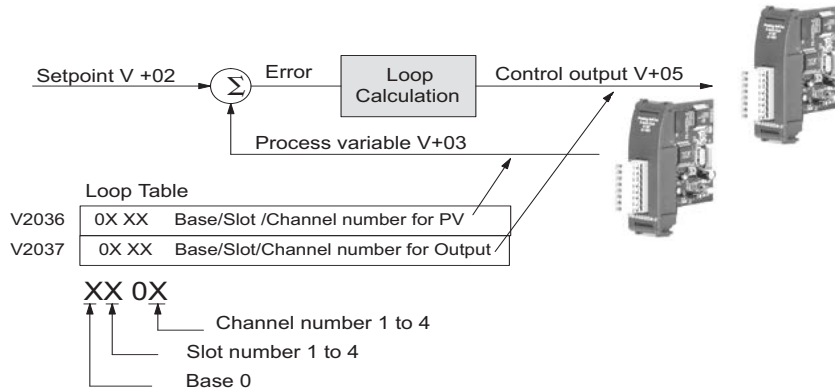 Setpoint V +02
Σ
Error
Loop
Calculation
Control output V+05
Process variable V+03
Loop Table
V2036 0X XX Base/Slot /Channel number for PV
V2037 0X XX Base/Slot/Channel number for Output
XX 0X
Channel number 1 to 4
Slot number 1 to 4
Base 0